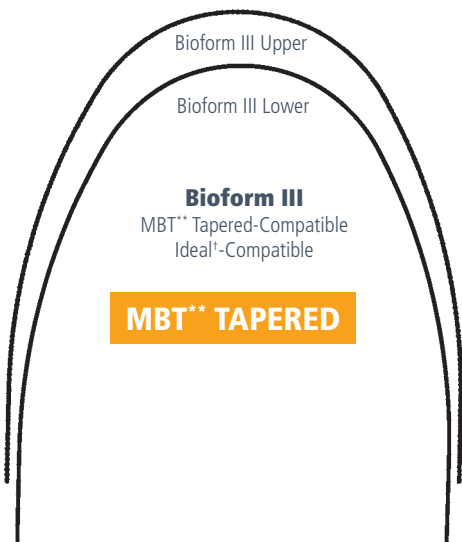 Bioform III Upper
Bioform III Lower
Bioform III
MBT** Tapered-Compatible
Ideal†-Compatible
MBT** TAPERED